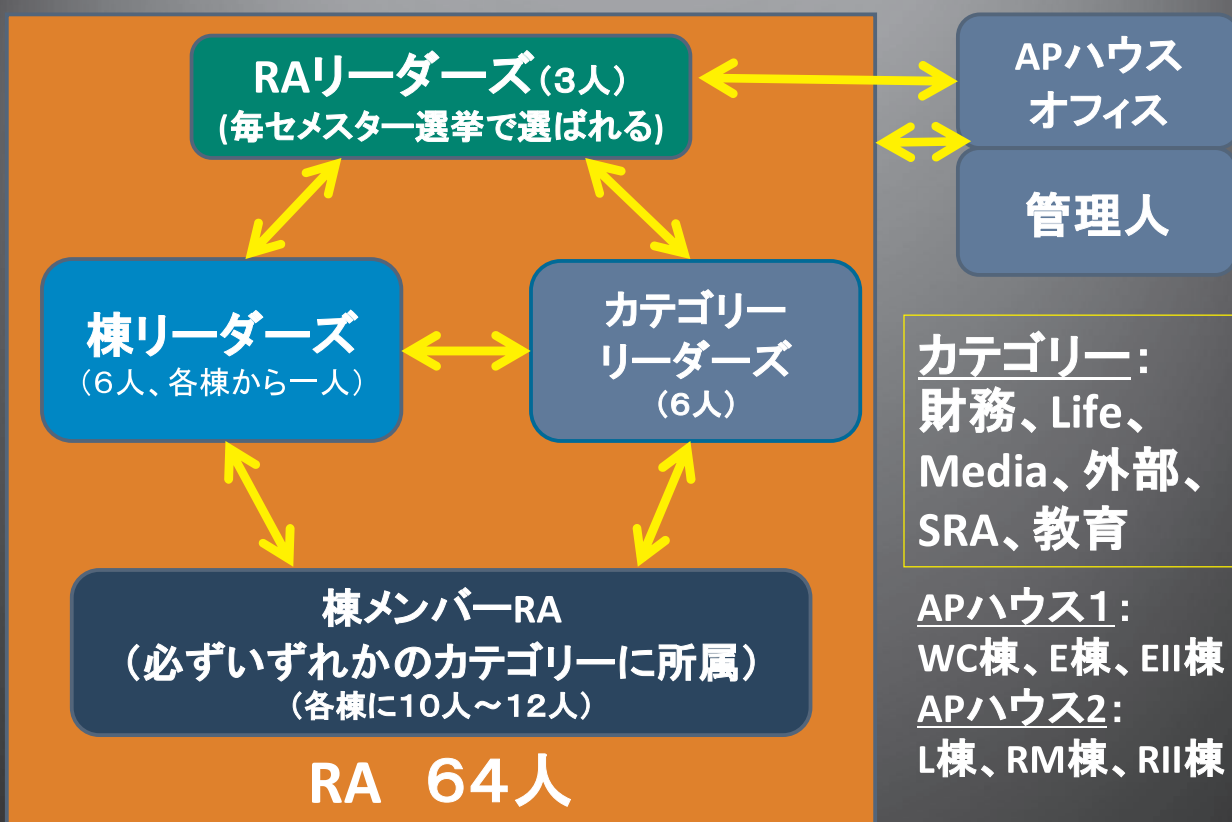 RAリーダーズ（3人）
(毎セメスター選挙で選ばれる)
APハウス
オフィス
管理人
棟リーダーズ
（6人、各棟から一人）
カテゴリー
リーダーズ
（6人）
カテゴリー：
財務、Life、
Media、外部、
SRA、教育
棟メンバーRA
（必ずいずれかのカテゴリーに所属）
（各棟に10人～12人）
RA　64人
APハウス1：
WC棟、E棟、EII棟
APハウス2：
L棟、RM棟、RII棟